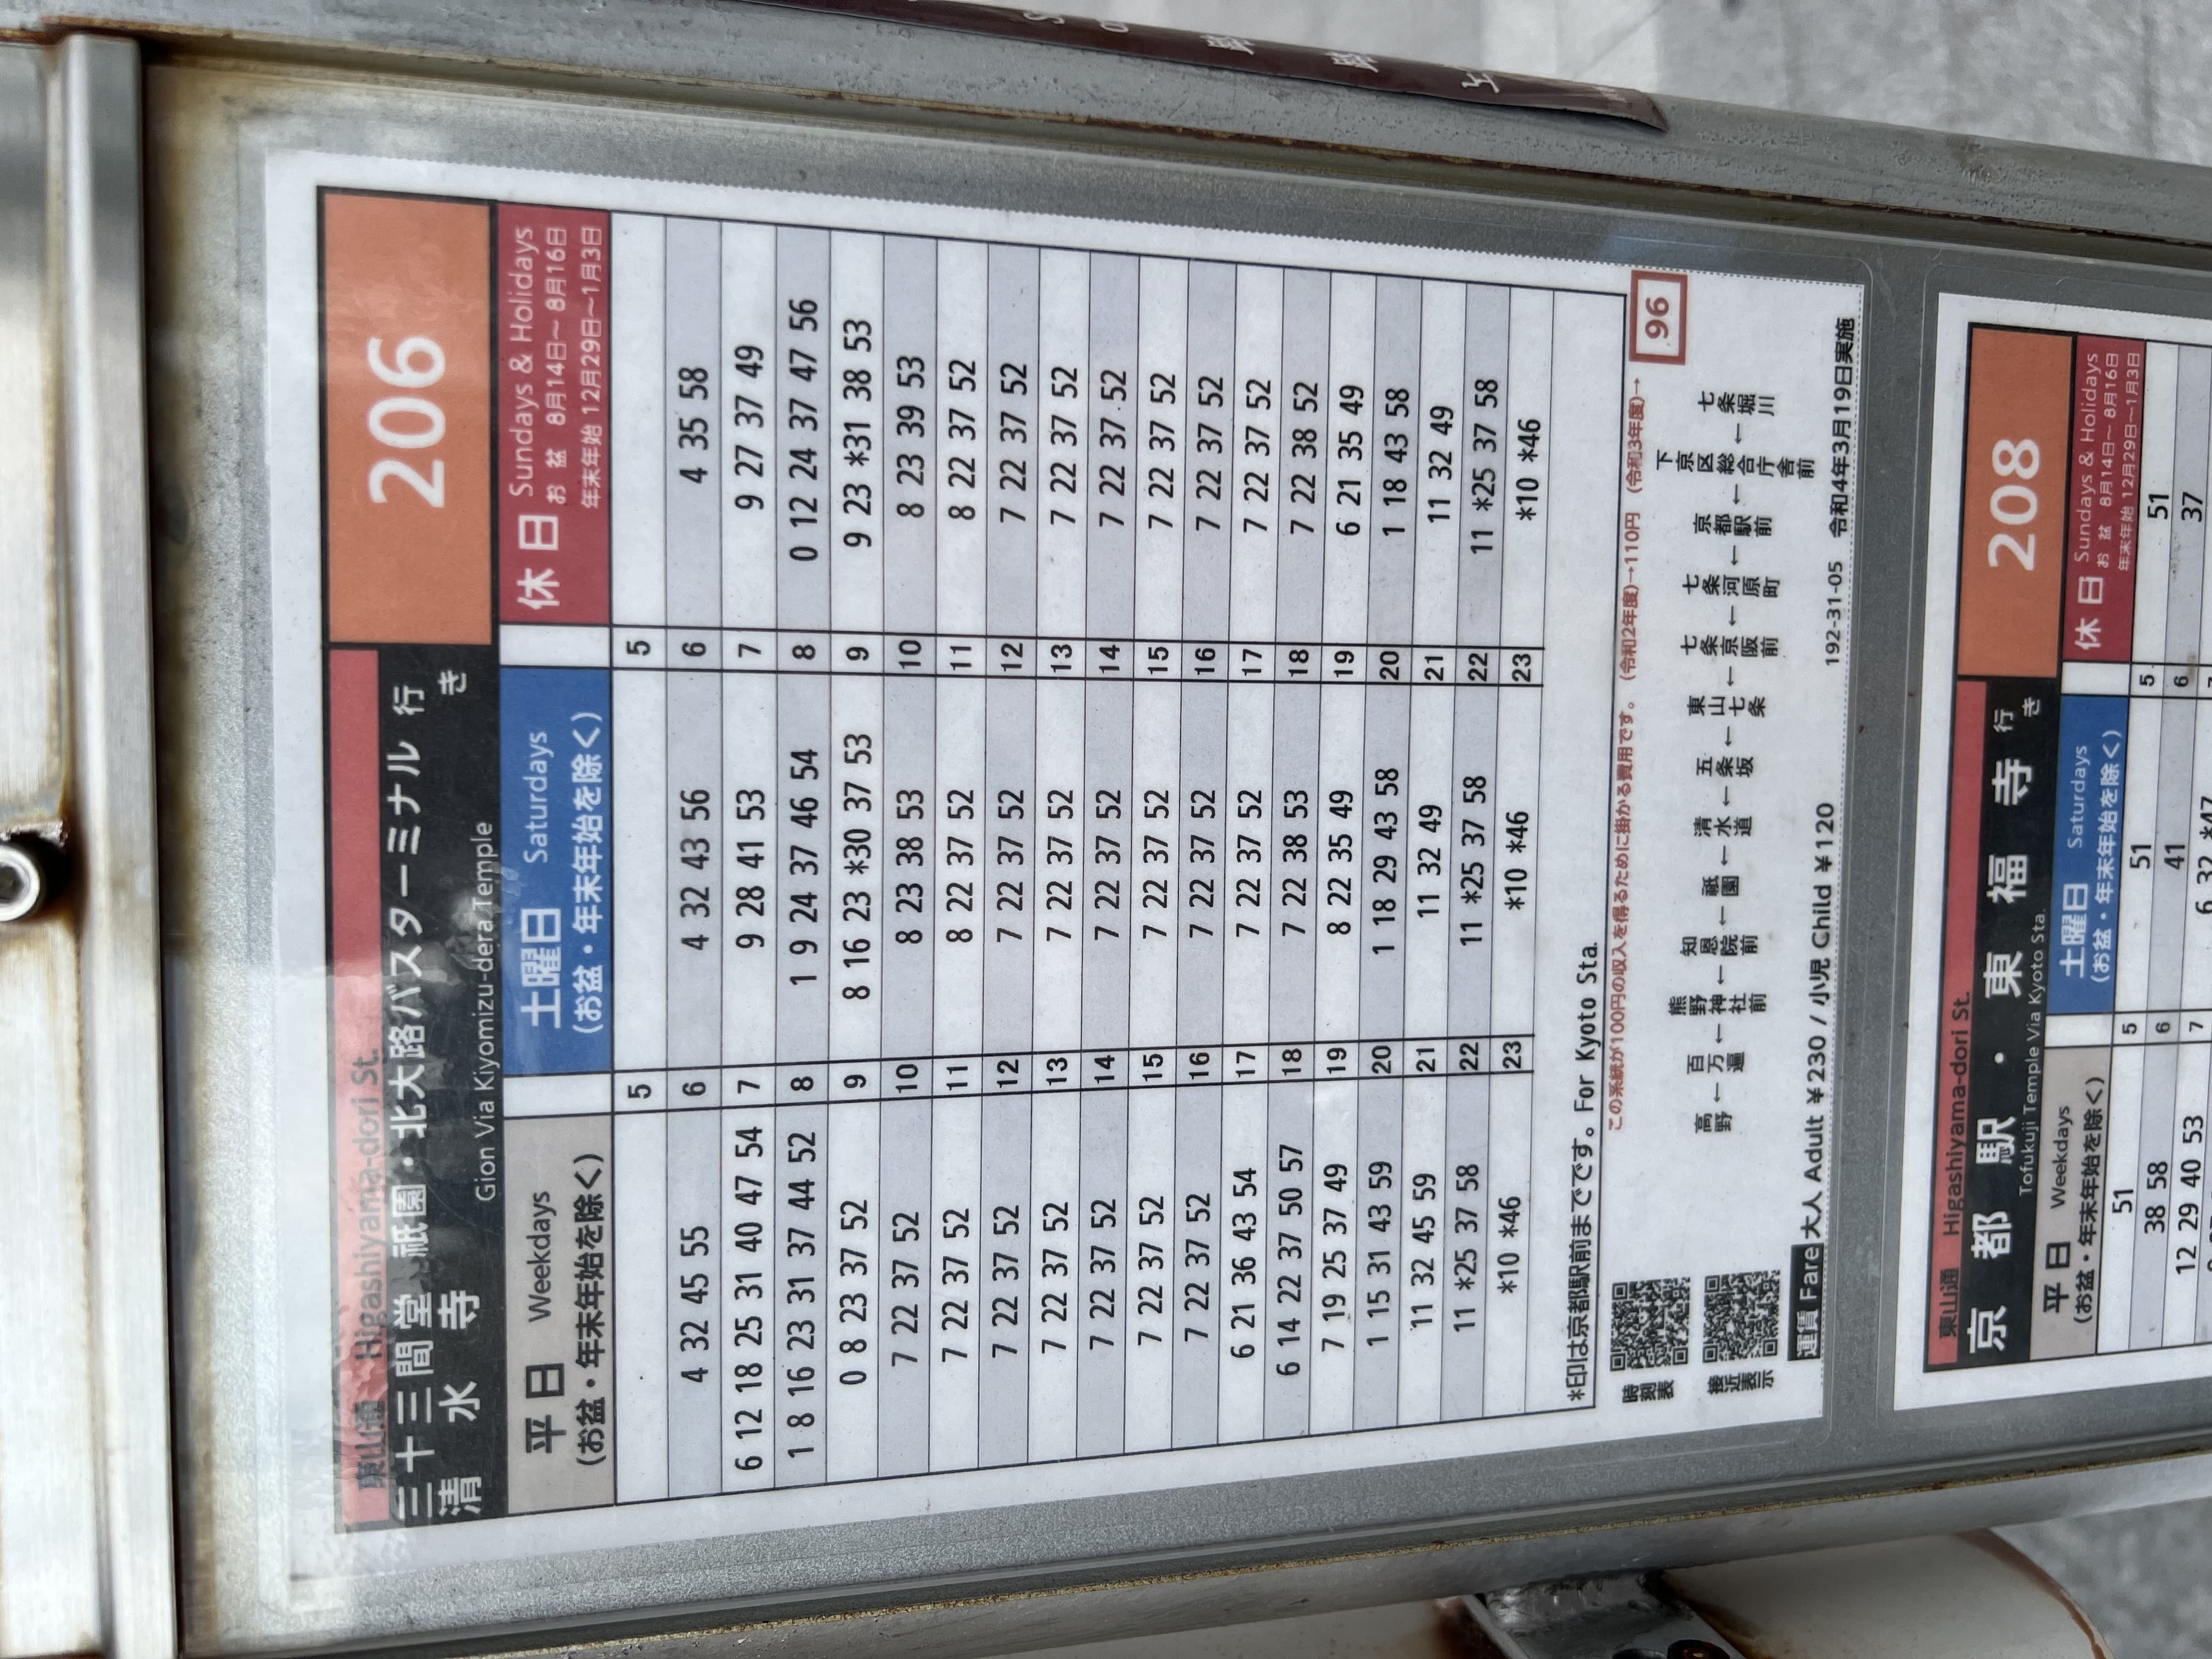 東山通 Higashiyama-dori St.
三十三間堂 清水寺 祇園・北大路バスターミナル 行き
Gion Via Kiyomizu-dera Temple
206
平日 Weekdays
(お盆・年末年始を除く)
土曜日 Saturdays
(お盆・年末年始を除く)
休日 Sundays & Holidays
お盆 8月14日～8月16日
年末年始 12月29日～1月3日
5 5
4 32 45 55 6 4 32 43 56 6 4 35 58
6 12 18 25 31 40 47 54 7 9 28 41 53 7 9 27 37 49
1 8 16 23 31 37 44 52 8 1 9 24 37 46 54 8 0 12 24 37 47 56
0 8 23 37 52 9 8 16 23 *30 37 53 9 9 23 *31 38 53
7 22 37 52 10 8 23 38 53 10 8 23 39 53
7 22 37 52 11 8 22 37 52 11 8 22 37 52
7 22 37 52 12 7 22 37 52 12 7 22 37 52
7 22 37 52 13 7 22 37 52 13 7 22 37 52
7 22 37 52 14 7 22 37 52 14 7 22 37 52
7 22 37 52 15 7 22 37 52 15 7 22 37 52
7 22 37 52 16 7 22 37 52 16 7 22 37 52
6 21 36 43 54 17 7 22 37 52 17 7 22 37 52
6 14 22 37 50 57 18 7 22 38 53 18 7 22 38 52
7 19 25 37 49 19 8 22 35 49 19 6 21 35 49
1 15 31 43 59 20 1 18 29 43 58 20 1 18 43 58
11 32 45 59 21 11 32 49 21 11 32 49
11 *25 37 58 22 11 *25 37 58 22 11 *25 37 58
*10 *46 23 *10 *46 23 *10 *46
*印は京都駅前までです。For Kyoto Sta.
この系統が100円の収入を得るために掛かる費用です。 (令和2年度)→110円 (令和3年度)→ 96
時刻表
接近表示
高野←百万遍←熊野神社前←知恩院前←祇園←清水道←五条坂←東山七条←七条京阪前←七条河原町←京都駅前←下京区総合庁舎前←七条堀川
運賃 Fare 大人 Adult ￥230 / 小児 Child ￥120
192-31-05 令和4年3月19日実施
東山通 Higashiyama-dori St.
京都駅・東福寺 行き
Tofukuji Temple Via Kyoto Sta.
208
平日 Weekdays
(お盆・年末年始を除く)
土曜日 Saturdays
(お盆・年末年始を除く)
休日 Sundays & Holidays
お盆 8月14日～8月16日
年末年始 12月29日～1月3日
51 5 51 5 51
38 58 6 41 6 37
12 29 40 53 7 6 32 *47